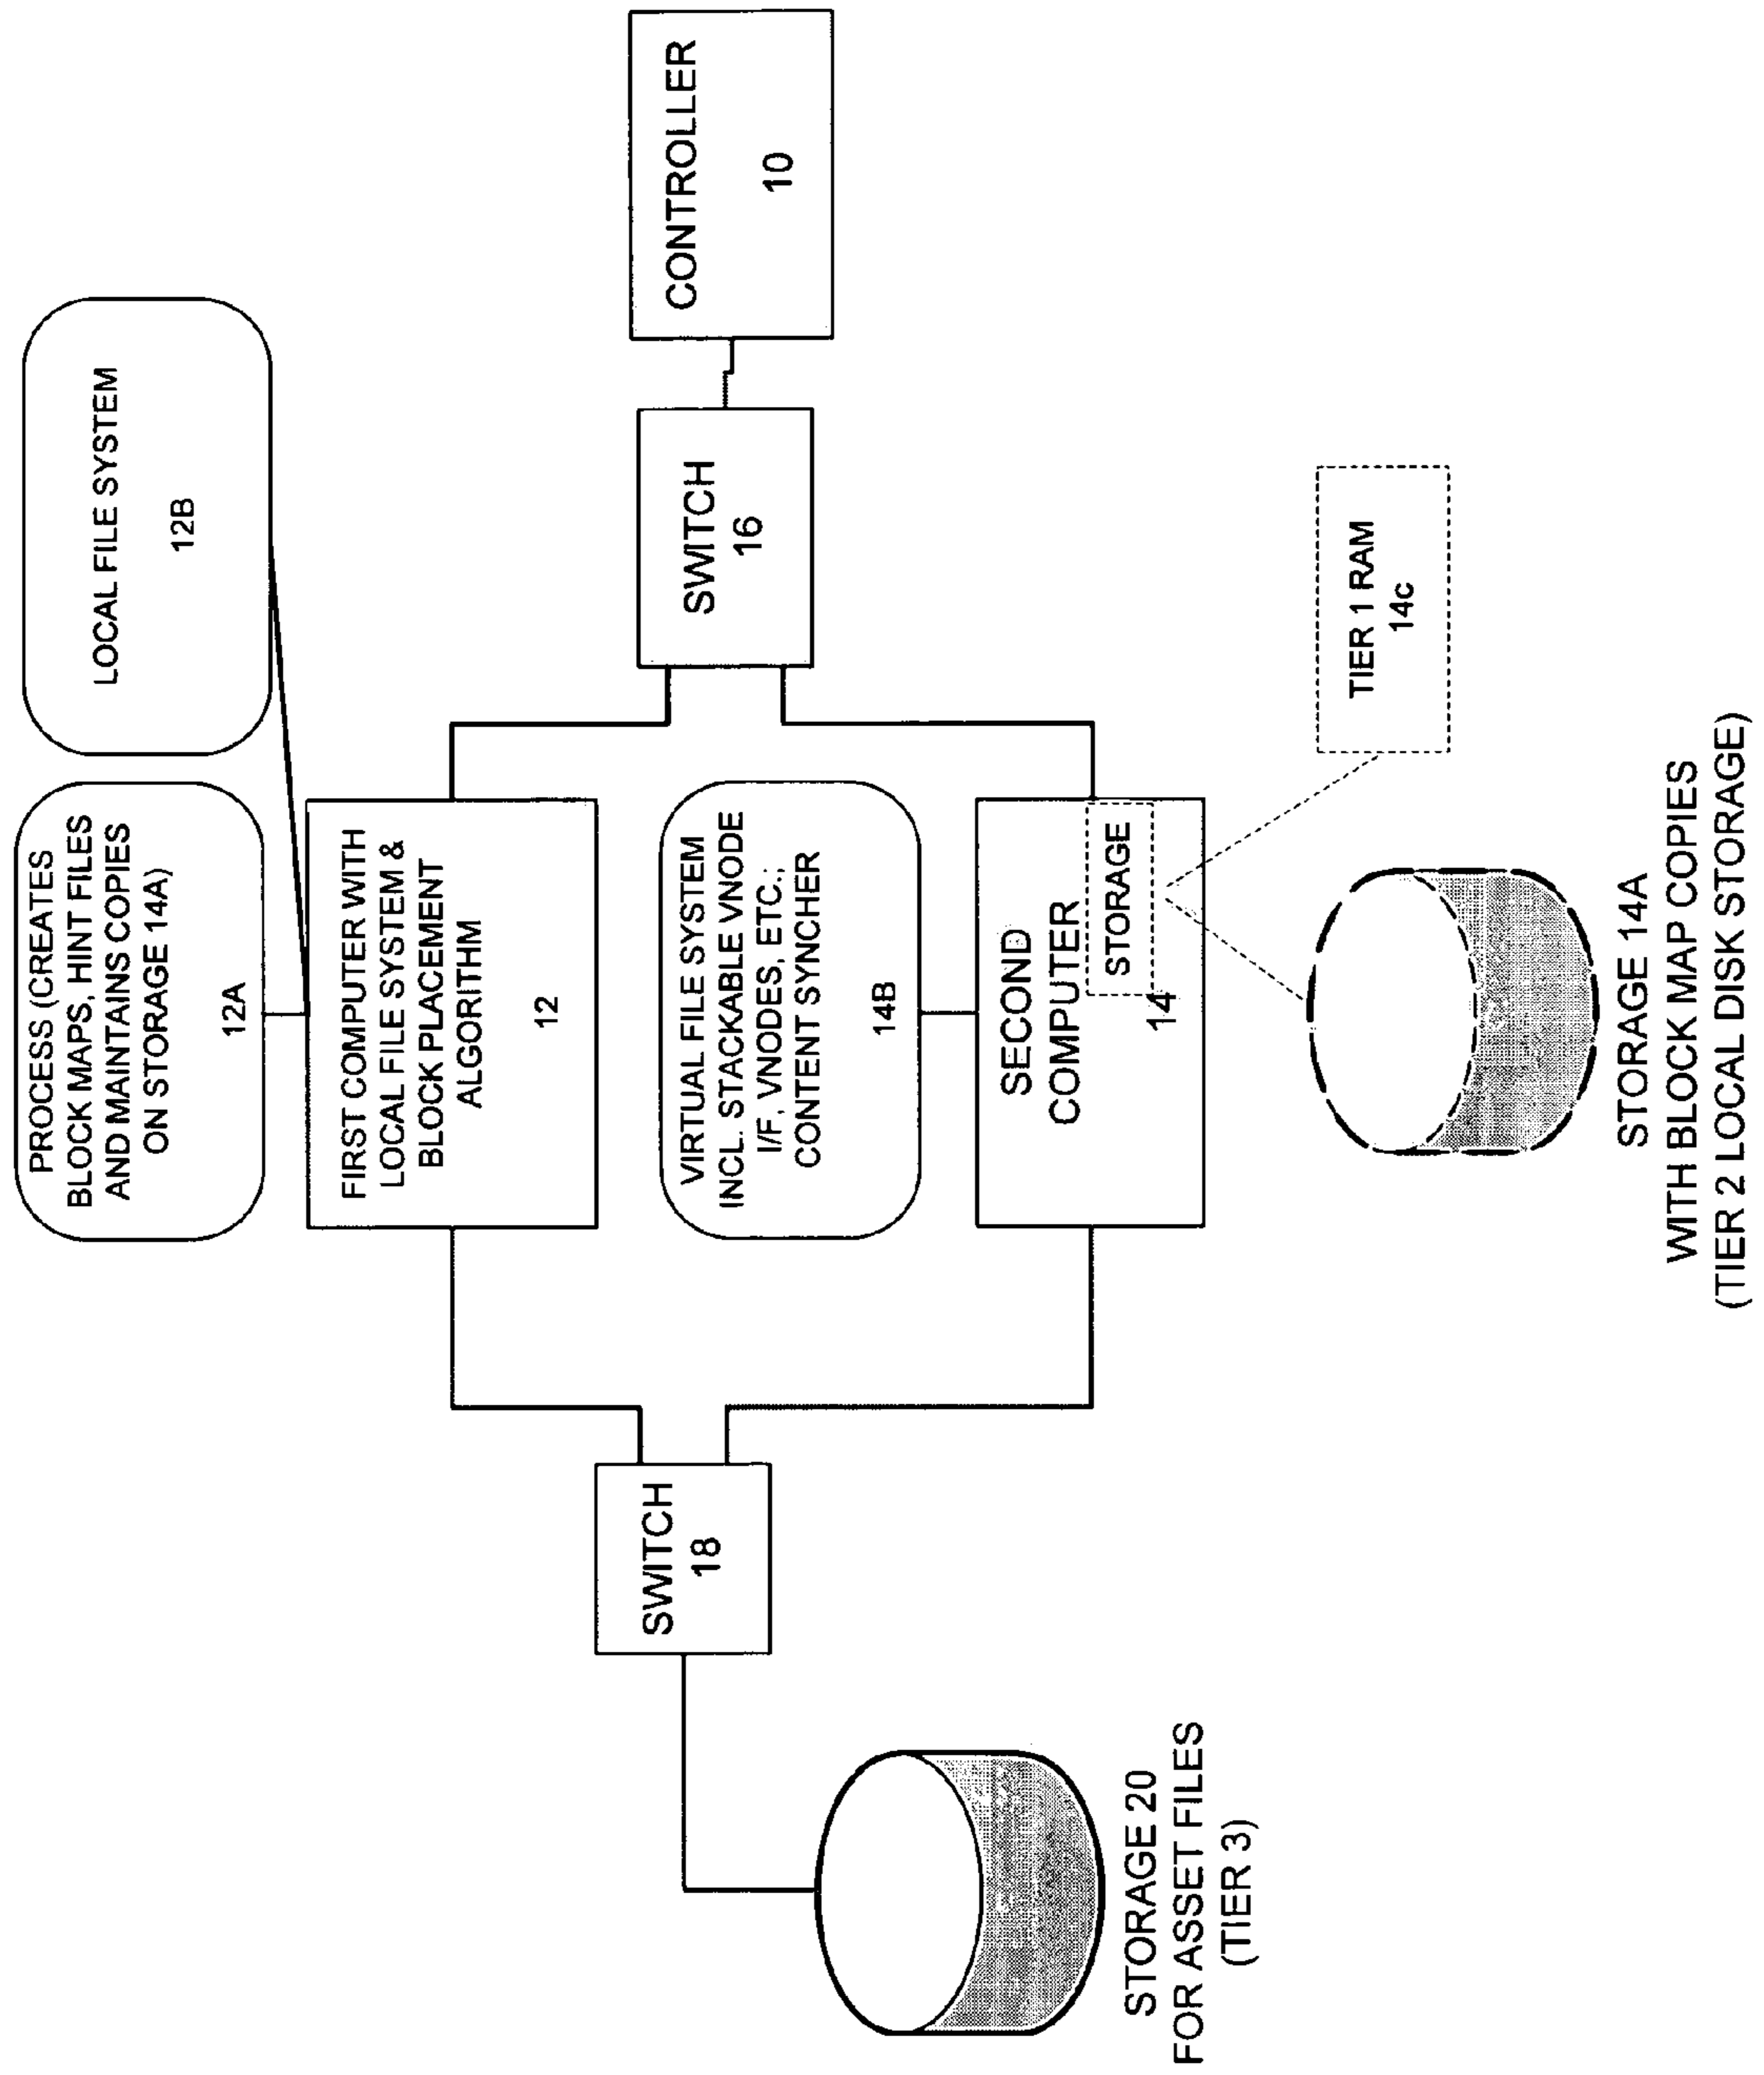 PROCESS (CREATES
BLOCK MAPS, HINT FILES
AND MAINTAINS COPIES
ON STORAGE 14A)
12A
LOCAL FILE SYSTEM
12B
FIRST COMPUTER WITH
LOCAL FILE SYSTEM &
BLOCK PLACEMENT
ALGORITHM
12
SWITCH
18
VIRTUAL FILE SYSTEM
INCL. STACKABLE VNODE
I/F, VNODES, ETC.;
CONTENT SYNCHER
14B
SWITCH
16
CONTROLLER
10
SECOND
COMPUTER
14
STORAGE
STORAGE 20
FOR ASSET FILES
(TIER 3)
TIER 1 RAM
14c
STORAGE 14A
WITH BLOCK MAP COPIES
(TIER 2 LOCAL DISK STORAGE)